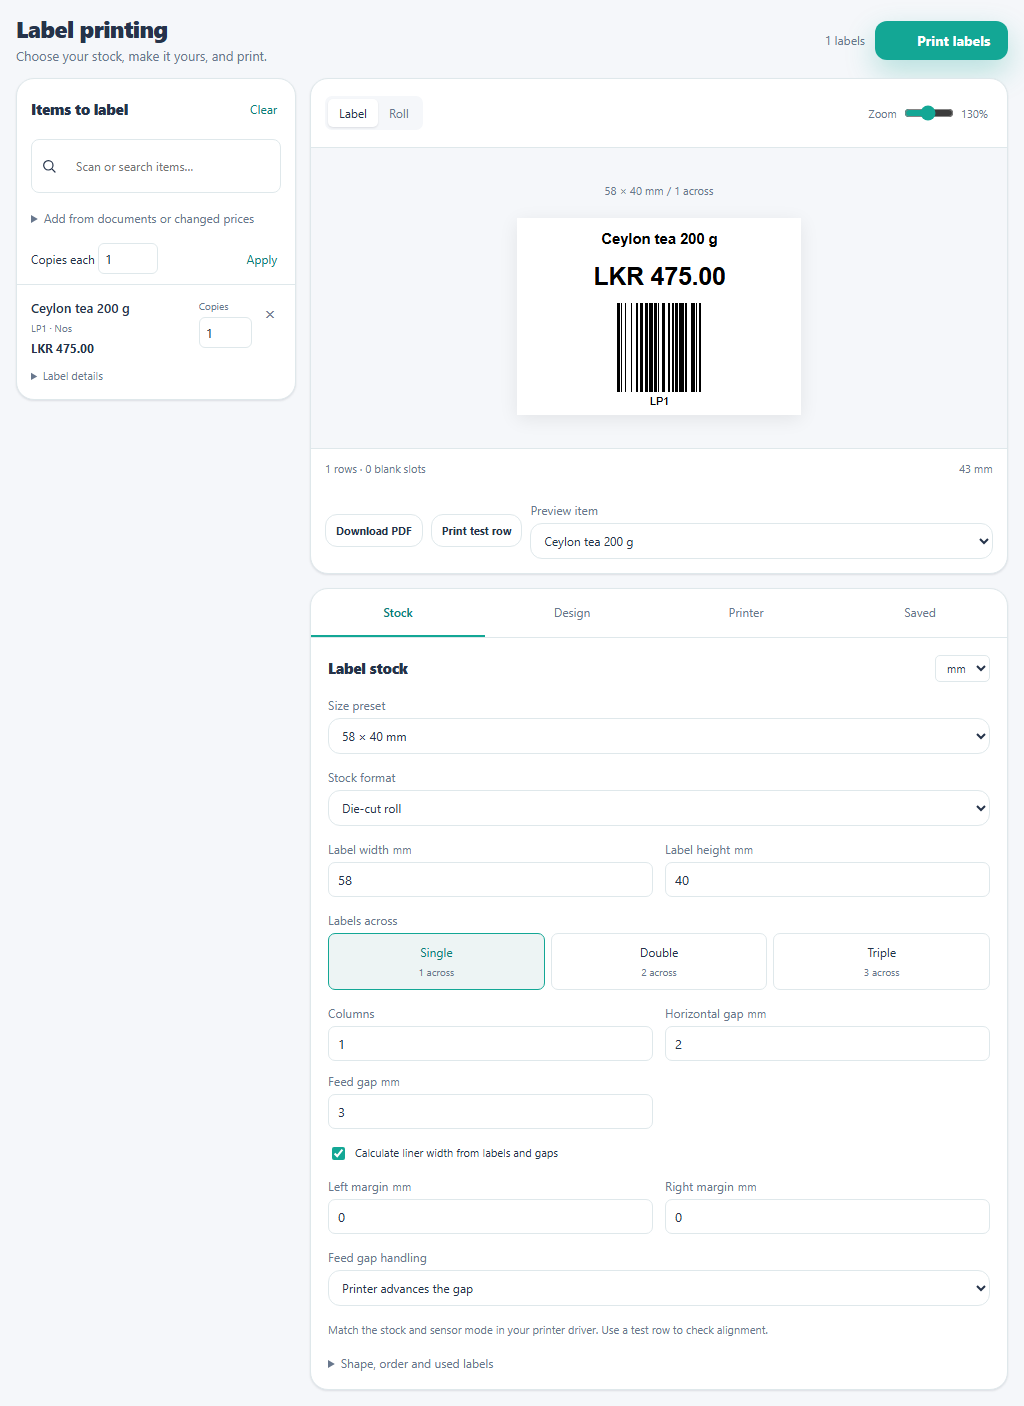 Label printing
Choose your stock, make it yours, and print.
1 labels
Print labels
Items to label
Clear
Scan or search items...
Add from documents or changed prices
Copies each
1
Apply
Ceylon tea 200 g
LP1 · Nos
LKR 475.00
Copies
1
×
Label details
Label
Roll
Zoom
130%
58 × 40 mm / 1 across
Ceylon tea 200 g
LKR 475.00
LP1
1 rows · 0 blank slots
43 mm
Download PDF
Print test row
Preview item
Ceylon tea 200 g
Stock
Design
Printer
Saved
Label stock
mm
Size preset
58 × 40 mm
Stock format
Die-cut roll
Label width mm
Label height mm
58
40
Labels across
Single
1 across
Double
2 across
Triple
3 across
Columns
Horizontal gap mm
1
2
Feed gap mm
3
Calculate liner width from labels and gaps
Left margin mm
Right margin mm
0
0
Feed gap handling
Printer advances the gap
Match the stock and sensor mode in your printer driver. Use a test row to check alignment.
Shape, order and used labels